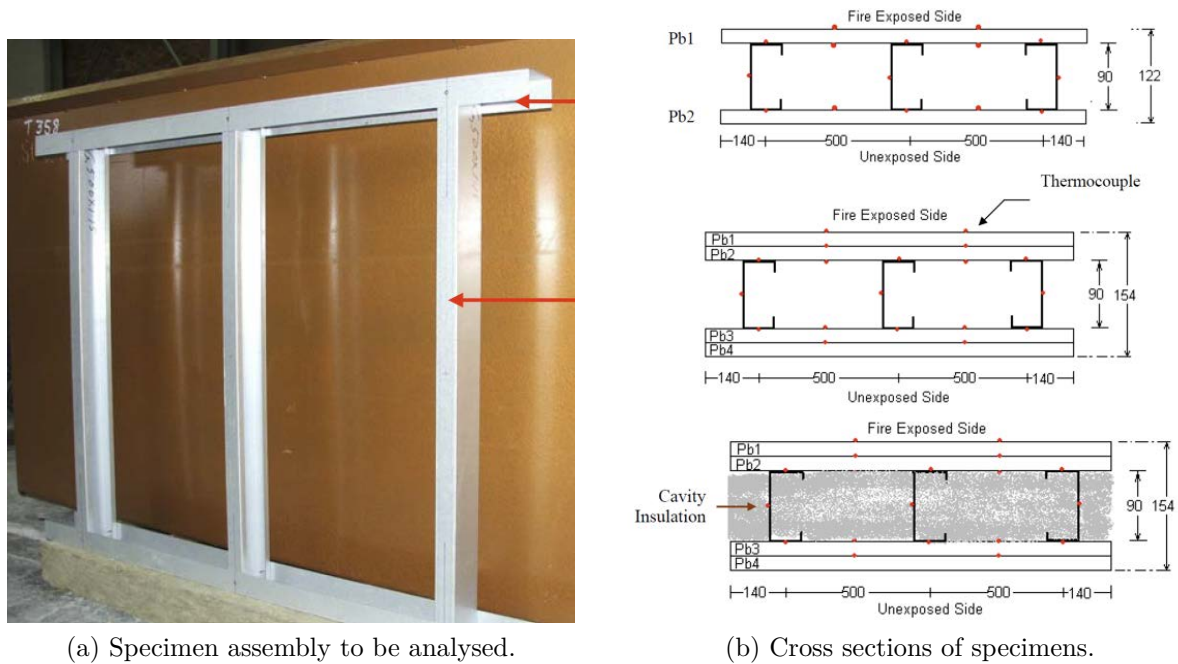 T 358
Fire Exposed Side
Pb1
90
122
Pb2
140
500
500
140
Unexposed Side
Thermocouple
Fire Exposed Side
Pb1
Pb2
90
154
Pb3
Pb4
140
500
500
140
Unexposed Side
Fire Exposed Side
Pb1
Pb2
Cavity
Insulation
90
154
Pb3
Pb4
140
500
500
140
Unexposed Side
(a) Specimen assembly to be analysed.
(b) Cross sections of specimens.